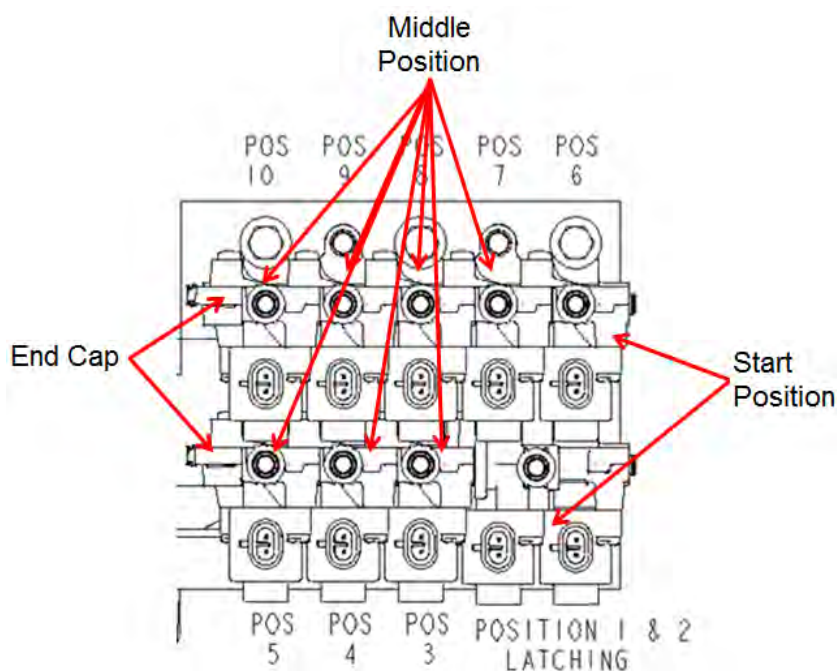 Middle
Position
POS POS POS POS POS
10 9 8 7 6
End Cap
Start
Position
POS POS POS POSITION 1 & 2
5 4 3 LATCHING